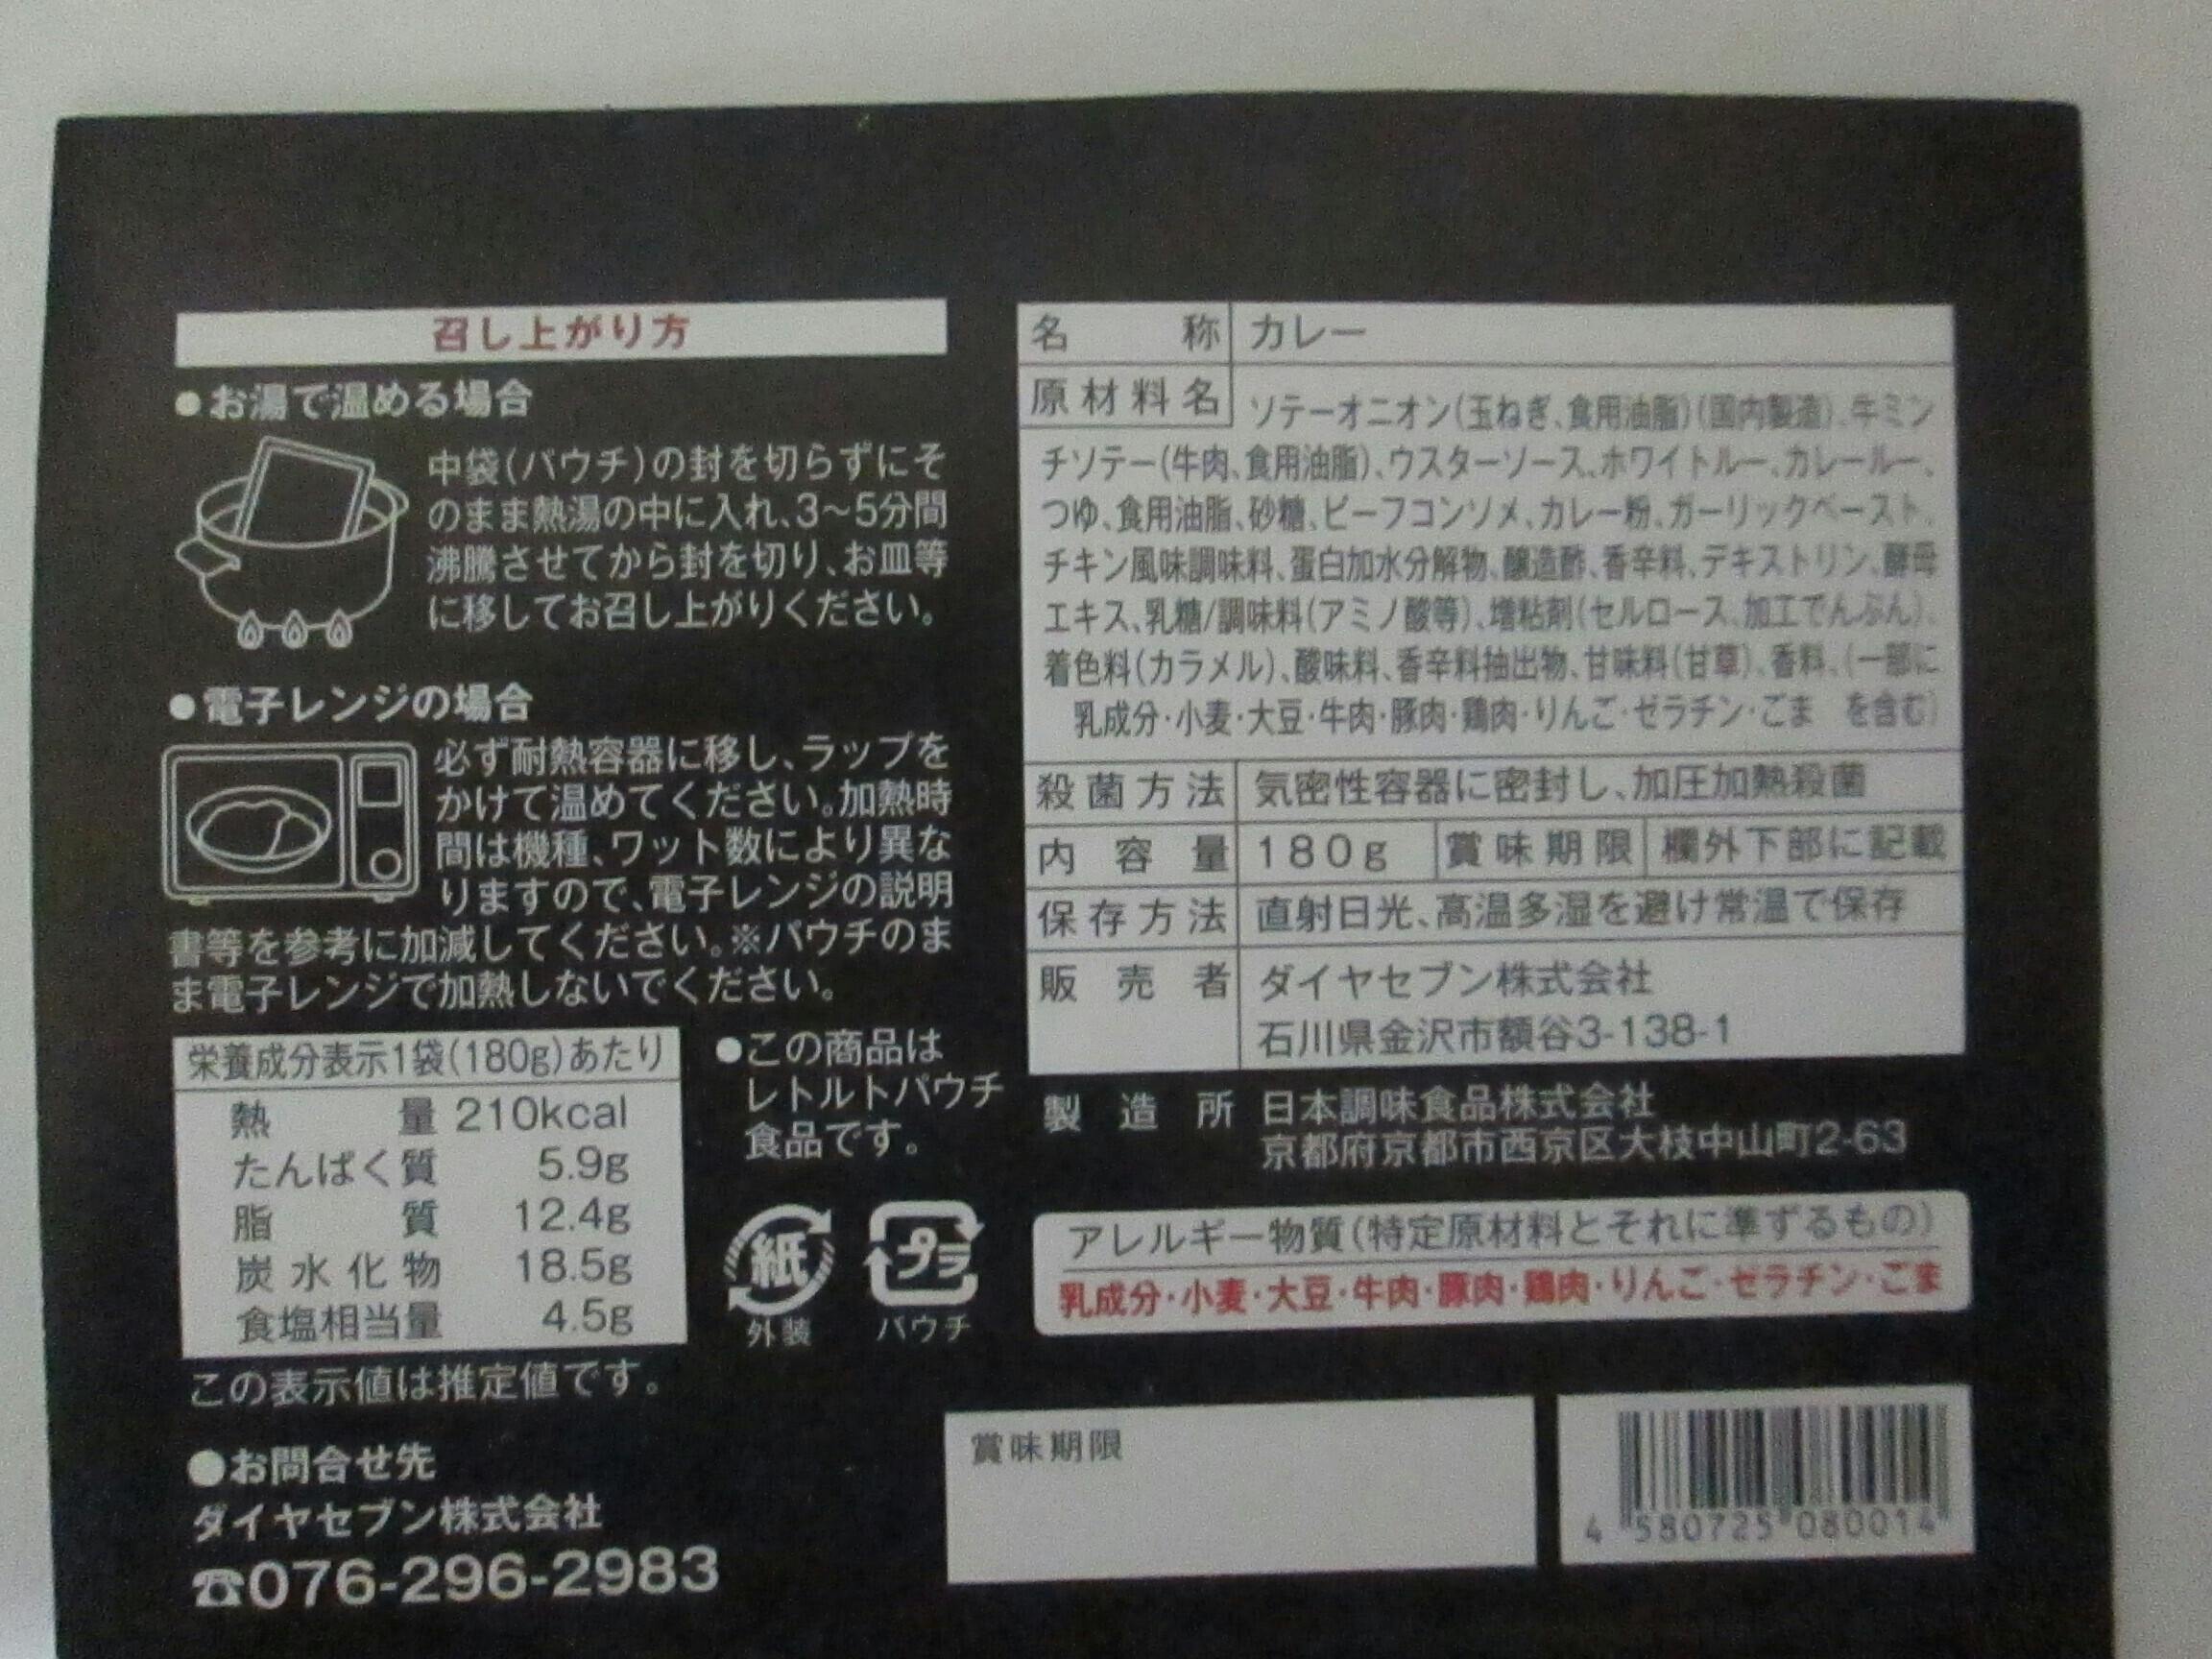 召し上がり方
●お湯で温める場合
中袋(パウチ)の封を切らずにそ
のまま熱湯の中に入れ、3〜5分間
沸騰させてから封を切り、お皿等
に移してお召し上がりください。
●電子レンジの場合
必ず耐熱容器に移し、ラップを
かけて温めてください。加熱時
間は機種、ワット数により異な
りますので、電子レンジの説明
書等を参考に加減してください。※パウチのま
ま電子レンジで加熱しないでください。
栄養成分表示1袋(180g)あたり
熱量 210kcal
たんぱく質 5.9g
脂質 12.4g
炭水化物 18.5g
食塩相当量 4.5g
この表示値は推定値です。
●この商品は
レトルトパウチ
食品です。
紙
外装
プラ
パウチ
●お問合せ先
ダイヤセブン株式会社
☎076-296-2983
名称 カレー
原材料名 ソテーオニオン(玉ねぎ、食用油脂)(国内製造)、牛ミン
チソテー(牛肉、食用油脂)、ウスターソース、ホワイトルー、カレールー、
つゆ、食用油脂、砂糖、ビーフコンソメ、カレー粉、ガーリックペースト、
チキン風味調味料、蛋白加水分解物、醸造酢、香辛料、デキストリン、酵母
エキス、乳糖/調味料(アミノ酸等)、増粘剤(セルロース、加工でんぷん)、
着色料(カラメル)、酸味料、香辛料抽出物、甘味料(甘草)、香料、(一部に
乳成分・小麦・大豆・牛肉・豚肉・鶏肉・りんご・ゼラチン・ごま を含む)
殺菌方法 気密性容器に密封し、加圧加熱殺菌
内容量 180g 賞味期限 欄外下部に記載
保存方法 直射日光、高温多湿を避け常温で保存
販売者 ダイヤセブン株式会社
石川県金沢市額谷3-138-1
製造所 日本調味食品株式会社
京都府京都市西京区大枝中山町2-63
アレルギー物質(特定原材料とそれに準ずるもの)
乳成分・小麦・大豆・牛肉・豚肉・鶏肉・りんご・ゼラチン・ごま
賞味期限
4 580725 080014